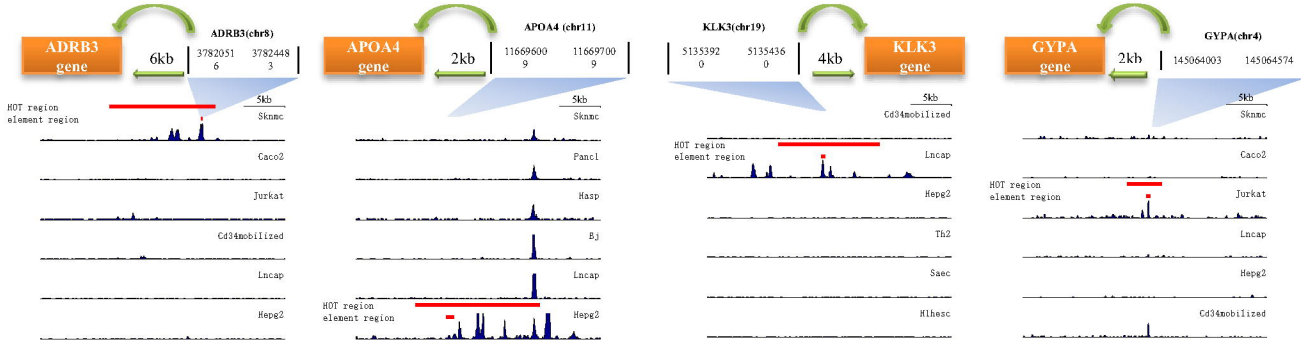 ADRB3(chr8)
ADRB3
gene
6kb
3782051
6
3782448
3
5kb
HOT region
element region
Sknmc
Caco2
Jurkat
Cd34mobilized
Lncap
Hepg2
APOA4 (chr11)
APOA4
gene
2kb
11669600
9
11669700
9
5kb
Sknmc
Panc1
Hasp
Bj
Lncap
HOT region
element region
Hepg2
KLK3(chr19)
5135392
0
5135436
0
4kb
KLK3
gene
5kb
Cd34mobilized
HOT region
element region
Lncap
Hepg2
Th2
Saec
Hlhesc
GYPA(chr4)
GYPA
gene
2kb
145064003
145064574
5kb
Sknmc
Caco2
HOT region
element region
Jurkat
Lncap
Hepg2
Cd34mobilized